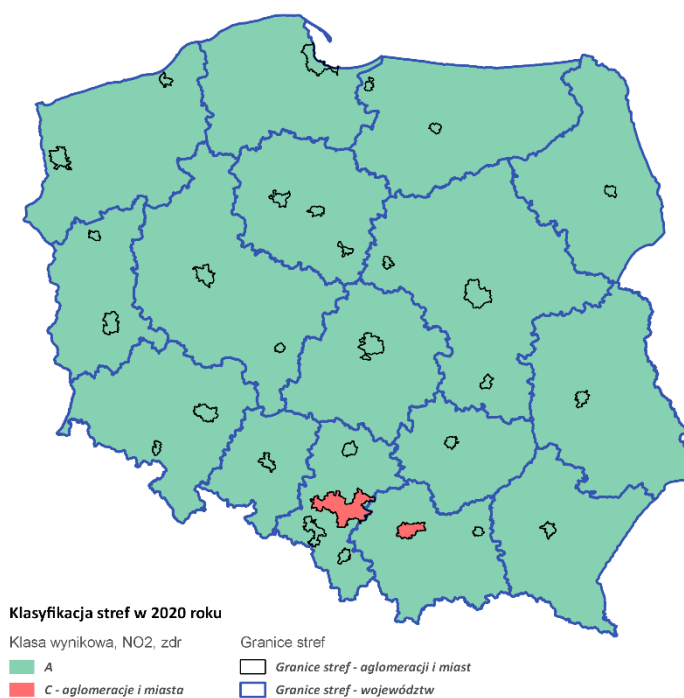 Klasyfikacja stref w 2020 roku
Klasa wynikowa, NO2, zdr
A
C - aglomeracje i miasta
Granice stref
Granice stref - aglomeracji i miast
Granice stref - województw